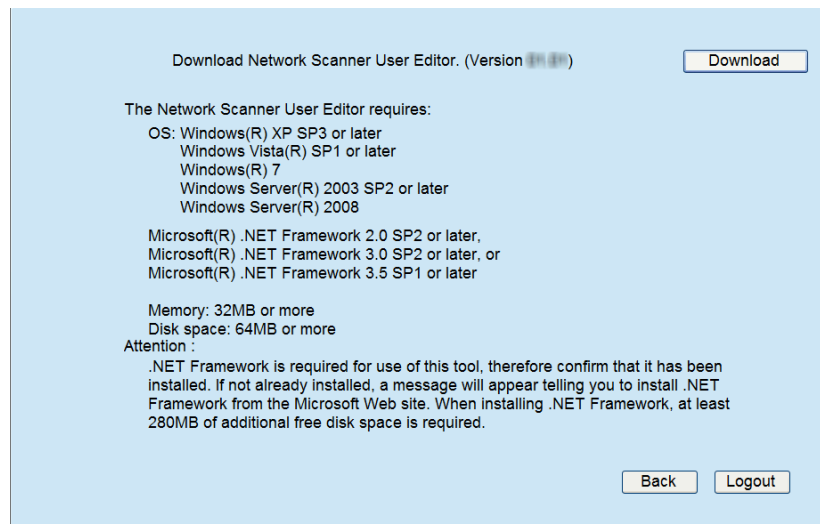 Download Network Scanner User Editor. (Version )
Download
The Network Scanner User Editor requires:
OS: Windows(R) XP SP3 or later
Windows Vista(R) SP1 or later
Windows(R) 7
Windows Server(R) 2003 SP2 or later
Windows Server(R) 2008
Microsoft(R) .NET Framework 2.0 SP2 or later,
Microsoft(R) .NET Framework 3.0 SP2 or later, or
Microsoft(R) .NET Framework 3.5 SP1 or later
Memory: 32MB or more
Disk space: 64MB or more
Attention :
.NET Framework is required for use of this tool, therefore confirm that it has been
installed. If not already installed, a message will appear telling you to install .NET
Framework from the Microsoft Web site. When installing .NET Framework, at least
280MB of additional free disk space is required.
Back
Logout